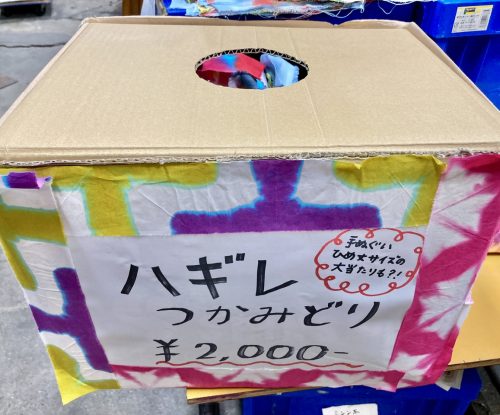 手ぬぐい
ひめ丈サイズの
大当たりも?!
ハギレ
つかみどり
¥2,000-